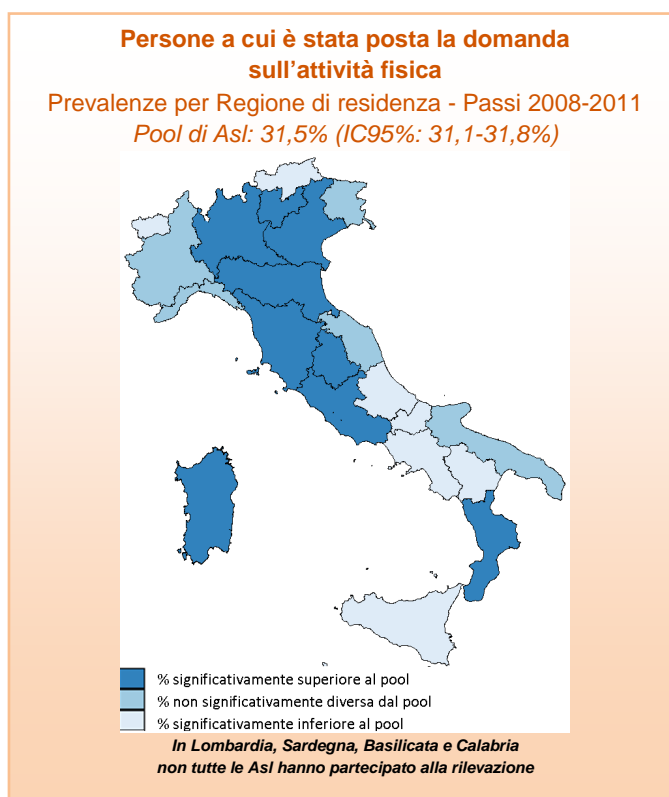 Persone a cui è stata posta la domanda
sull'attività fisica
Prevalenze per Regione di residenza - Passi 2008-2011
Pool di Asl: 31,5% (IC95%: 31,1-31,8%)
% significativamente superiore al pool
% non significativamente diversa dal pool
% significativamente inferiore al pool
In Lombardia, Sardegna, Basilicata e Calabria
non tutte le Asl hanno partecipato alla rilevazione